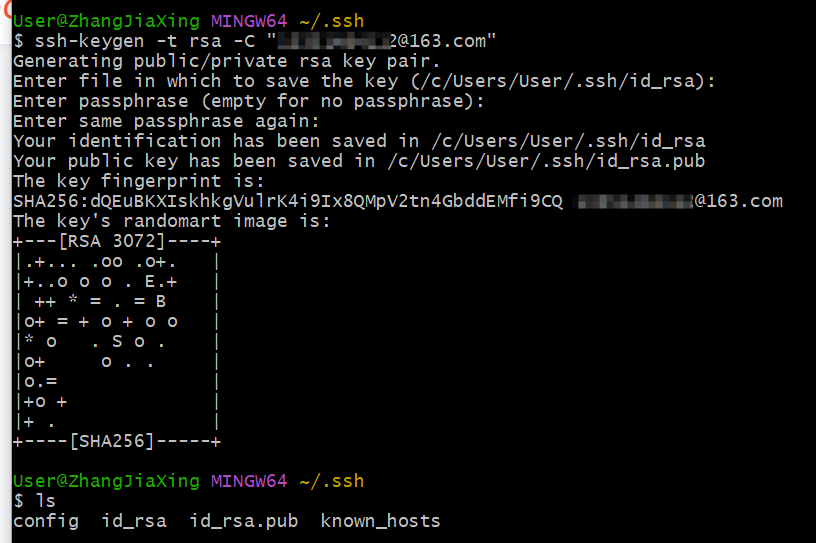 User@ZhangJiaXing MINGW64 ~/.ssh
$ ssh-keygen -t rsa -C "2@163.com"
Generating public/private rsa key pair.
Enter file in which to save the key (/c/Users/User/.ssh/id_rsa):
Enter passphrase (empty for no passphrase):
Enter same passphrase again:
Your identification has been saved in /c/Users/User/.ssh/id_rsa
Your public key has been saved in /c/Users/User/.ssh/id_rsa.pub
The key fingerprint is:
SHA256:dQEuBKXIskhkgVulrK4i9Ix8QMpV2tn4GbddEMfi9CQ @163.com
The key's randomart image is:
+---[RSA 3072]----+
|.+... .oo .o+.   |
|+..o o o . E.+   |
| ++ * = . = B    |
|o+ = + o + o o   |
|* o   . S o .    |
|o+     o . .     |
|o.=              |
|+o +             |
|+ .              |
+----[SHA256]-----+
User@ZhangJiaXing MINGW64 ~/.ssh
$ ls
config  id_rsa  id_rsa.pub  known_hosts